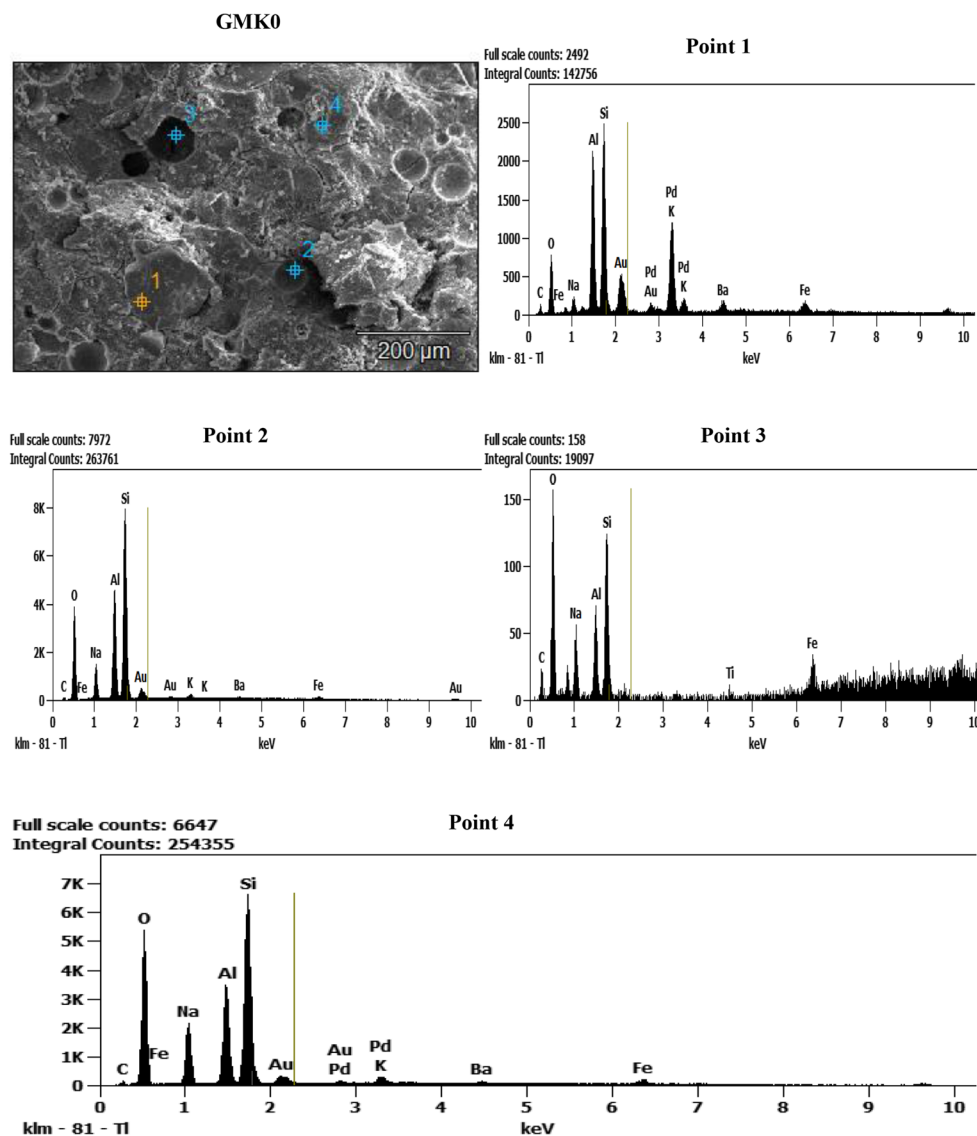 GMK0
3
4
2
1
200 µm
Point 1
Full scale counts: 2492
Integral Counts: 142756
2500
2000
1500
1000
500
0
C
O
Fe
Na
Al
Si
Au
Pd
Au
Pd
K
Pd
K
Ba
Fe
0 1 2 3 4 5 6 7 8 9 10
klm - 81 - Tl
keV
Point 2
Full scale counts: 7972
Integral Counts: 263761
8K
6K
4K
2K
0
C
O
Fe
Na
Al
Si
Au
Au
K
K
Ba
Fe
Au
0 1 2 3 4 5 6 7 8 9 10
klm - 81 - Tl
keV
Point 3
Full scale counts: 158
Integral Counts: 19097
150
100
50
0
C
O
Na
Al
Si
Ti
Fe
0 1 2 3 4 5 6 7 8 9 10
klm - 81 - Tl
keV
Point 4
Full scale counts: 6647
Integral Counts: 254355
7K
6K
5K
4K
3K
2K
1K
0
C
O
Fe
Na
Al
Si
Au
Au
Pd
Pd
K
Ba
Fe
0 1 2 3 4 5 6 7 8 9 10
klm - 81 - Tl
keV